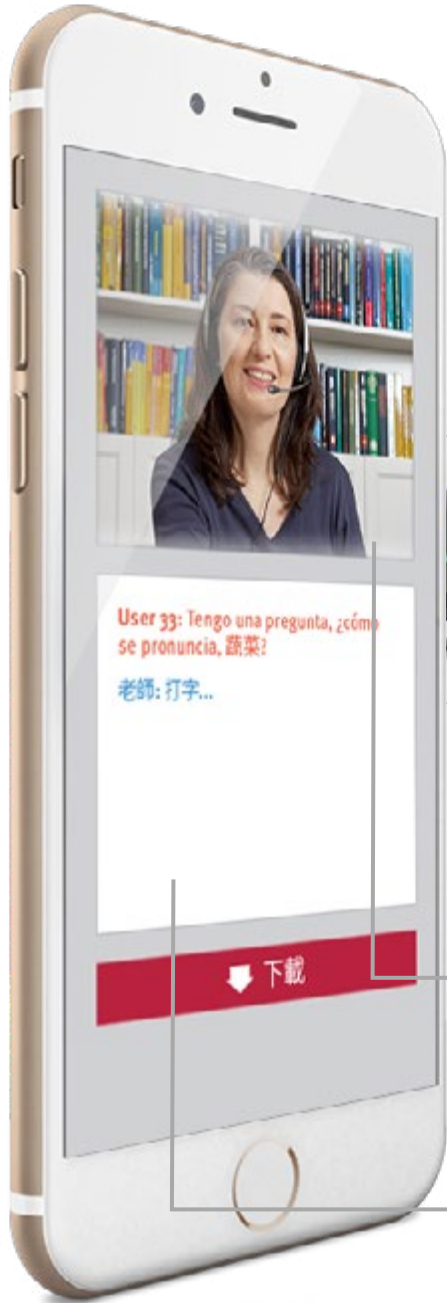 User 33: Tengo una pregunta, ¿cómo
se pronuncia, 蔬菜?
老師: 打字...
下載